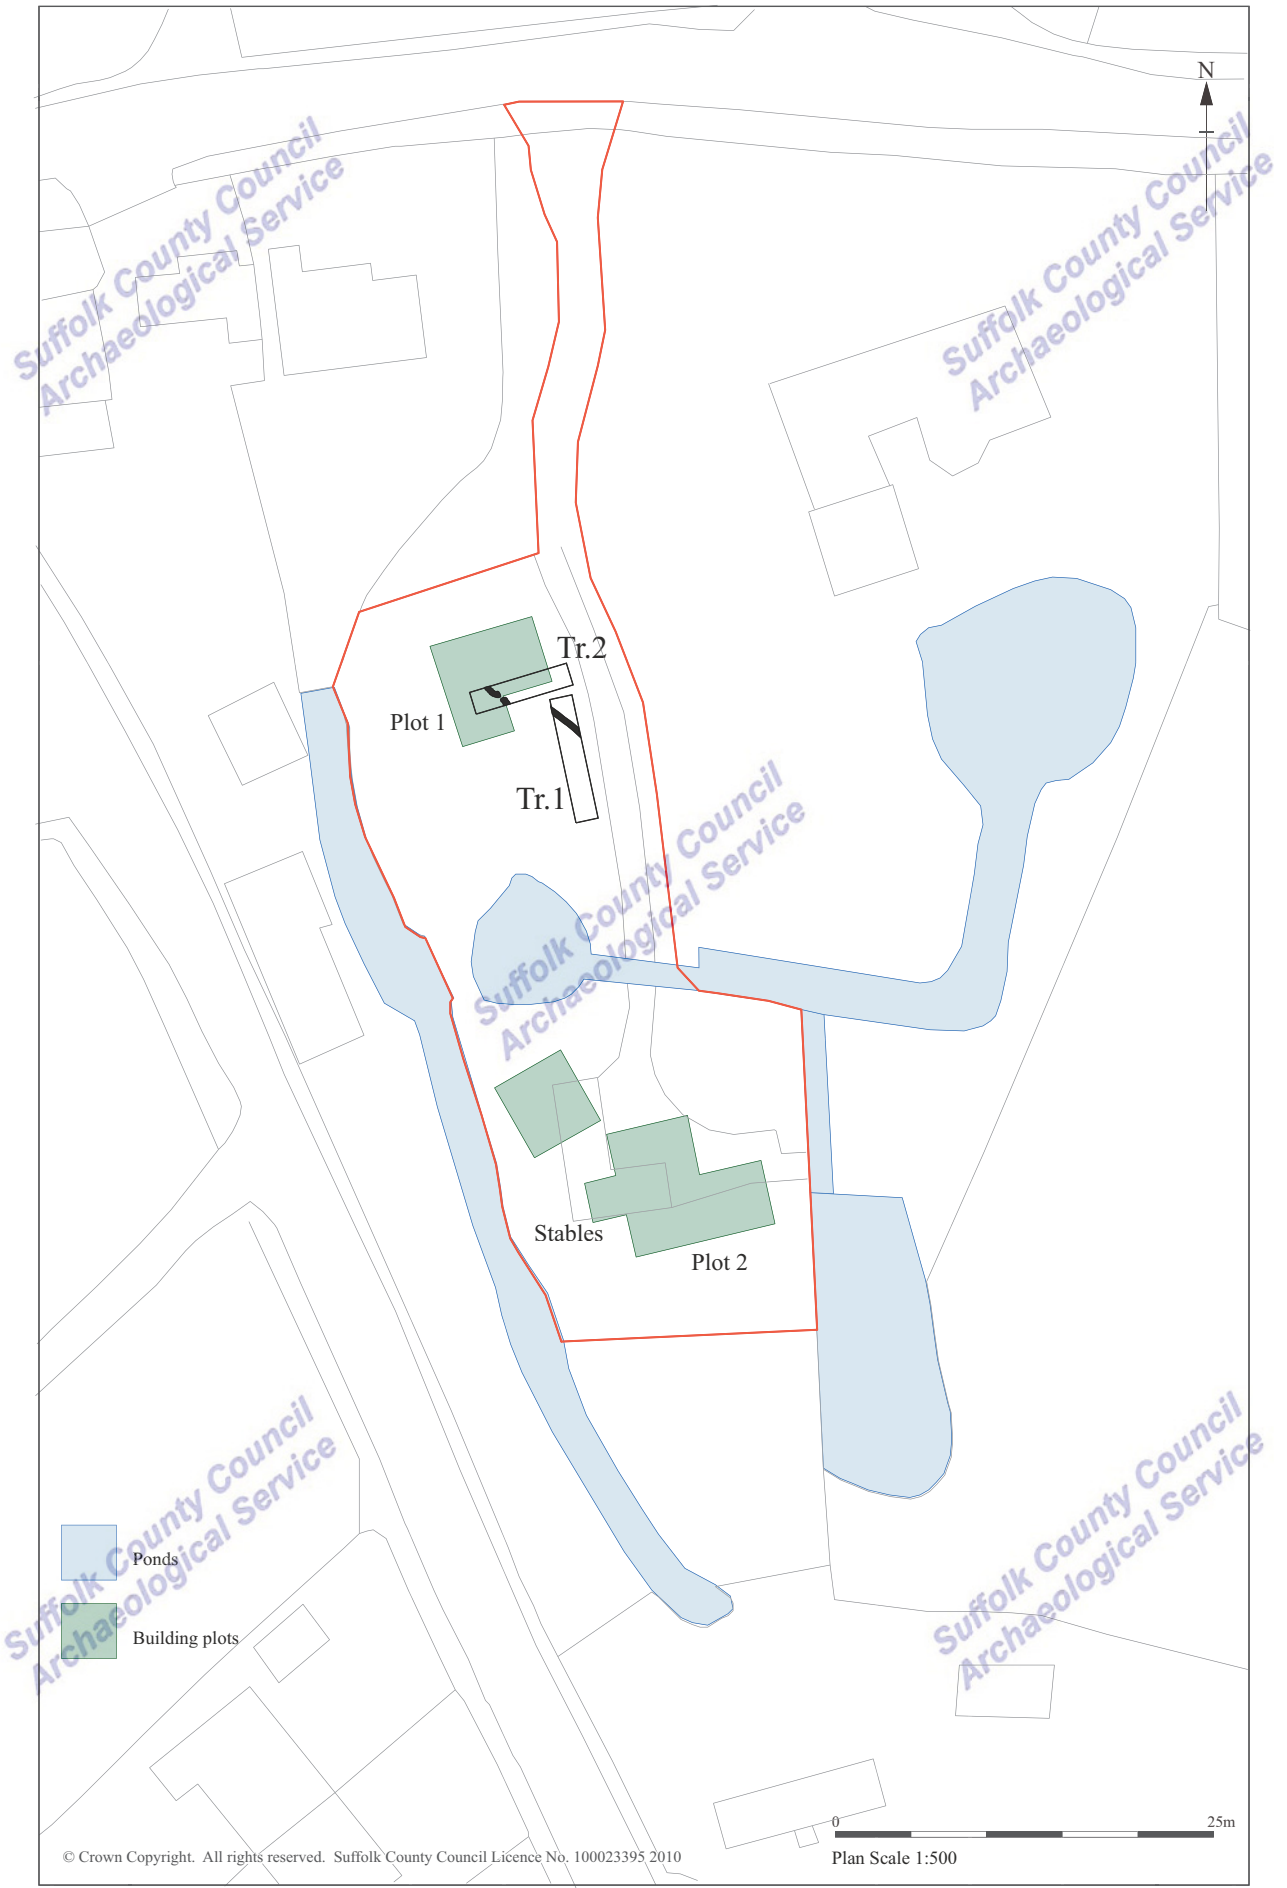 N
Suffolk County Council
Archaeological Service
Suffolk County Council
Archaeological Service
Tr.2
Plot 1
Tr.1
Suffolk County Council
Archaeological Service
Stables
Plot 2
Suffolk County Council
Archaeological Service
Suffolk County Council
Archaeological Service
Ponds
Building plots
0 25m
Plan Scale 1:500
© Crown Copyright. All rights reserved. Suffolk County Council Licence No. 100023395 2010